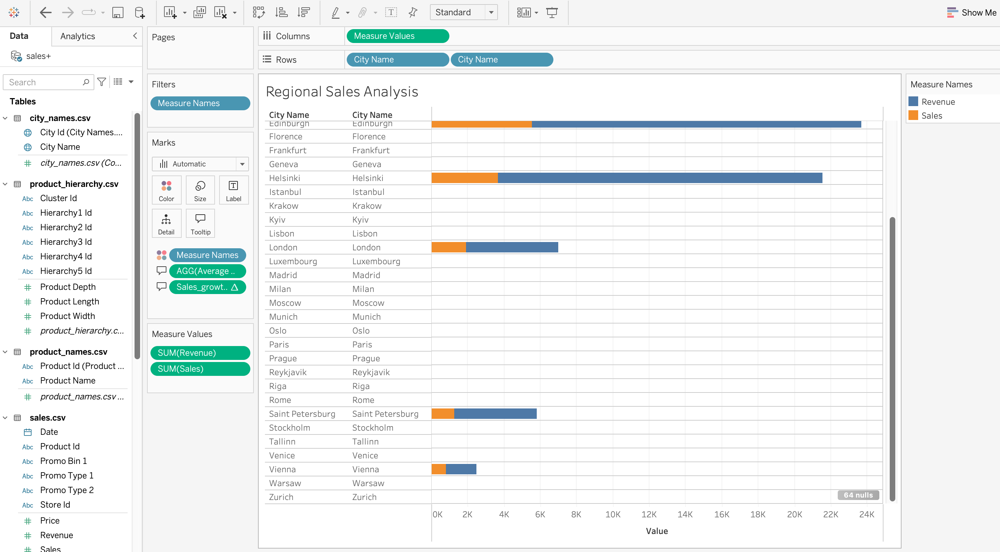 Standard
Show Me
Data
Analytics
sales+
Search
Tables
city_names.csv
City Id (City Names....
City Name
city_names.csv (Co...
product_hierarchy.csv
Abc Cluster Id
Abc Hierarchy1 Id
Abc Hierarchy2 Id
Abc Hierarchy3 Id
Abc Hierarchy4 Id
Abc Hierarchy5 Id
Product Depth
Product Length
Product Width
product_hierarchy.c...
product_names.csv
Abc Product Id (Product ...
Abc Product Name
product_names.csv ...
sales.csv
Date
Abc Product Id
Abc Promo Bin 1
Abc Promo Type 1
Abc Promo Type 2
Abc Store Id
Price
Revenue
Sales
Pages
Filters
Measure Names
Marks
Automatic
Color Size T Label
Detail Tooltip
Measure Names
AGG(Average ..
Sales_growt.. △
Measure Values
SUM(Revenue)
SUM(Sales)
Columns Measure Values
Rows City Name City Name
Regional Sales Analysis
City Name City Name
Edinburgh Edinburgh
Florence Florence
Frankfurt Frankfurt
Geneva Geneva
Helsinki Helsinki
Istanbul Istanbul
Krakow Krakow
Kyiv Kyiv
Lisbon Lisbon
London London
Luxembourg Luxembourg
Madrid Madrid
Milan Milan
Moscow Moscow
Munich Munich
Oslo Oslo
Paris Paris
Prague Prague
Reykjavik Reykjavik
Riga Riga
Rome Rome
Saint Petersburg Saint Petersburg
Stockholm Stockholm
Tallinn Tallinn
Venice Venice
Vienna Vienna
Warsaw Warsaw
Zurich Zurich
64 nulls
0K 2K 4K 6K 8K 10K 12K 14K 16K 18K 20K 22K 24K
Value
Measure Names
Revenue
Sales